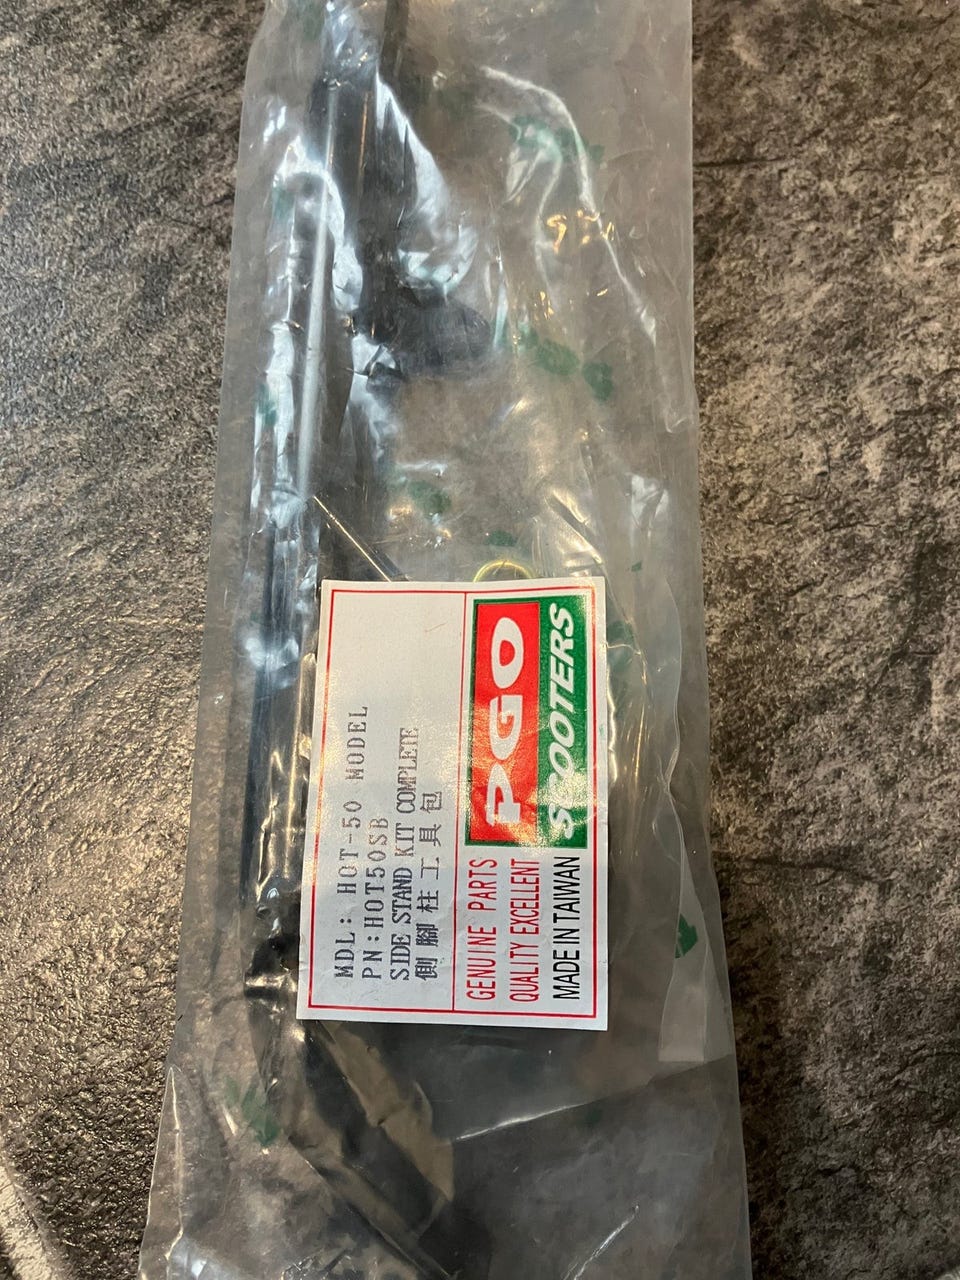 MDL: HOT-50 MODEL
PN:HOT50SB
SIDE STAND KIT COMPLETE
側腳柱工具包
GENUINE PARTS
QUALITY EXCELLENT
MADE IN TAIWAN
PGO
SCOOTERS